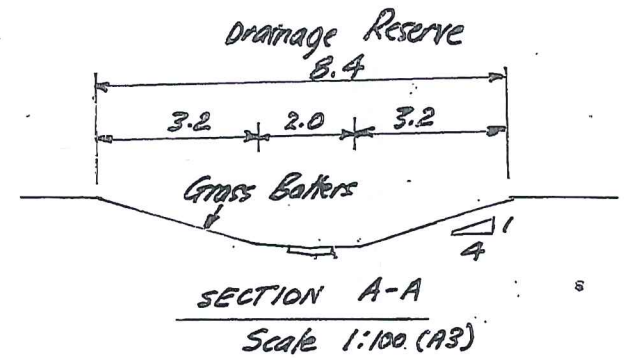 Drainage Reserve
8.4
3.2 2.0 3.2
Grass Batters
1
4
SECTION A-A
Scale 1:100 (A3)
s